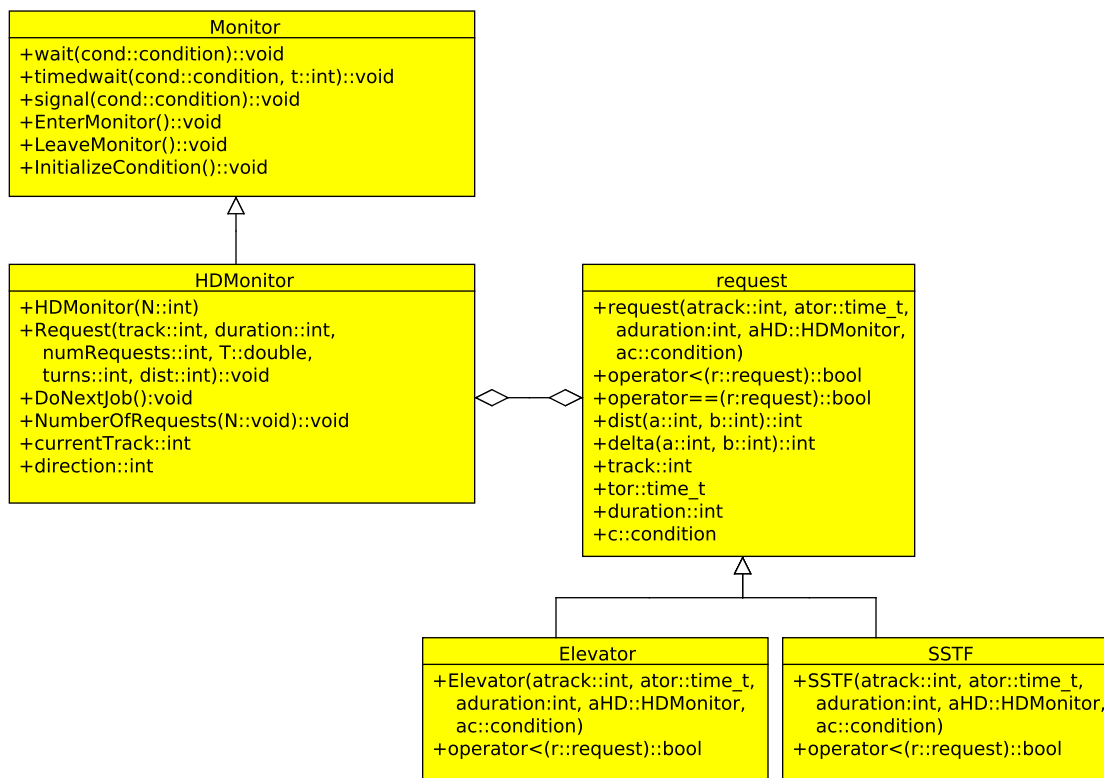 Monitor
+wait(cond::condition)::void
+timedwait(cond::condition, t::int)::void
+signal(cond::condition)::void
+EnterMonitor()::void
+LeaveMonitor()::void
+InitializeCondition()::void
HDMonitor
+HDMonitor(N::int)
+Request(track::int, duration::int,
numRequests::int, T::double,
turns::int, dist::int)::void
+DoNextJob():void
+NumberOfRequests(N::void)::void
+currentTrack::int
+direction::int
request
+request(atrack::int, ator::time_t,
aduration:int, aHD::HDMonitor,
ac::condition)
+operator<(r::request)::bool
+operator==(r:request)::bool
+dist(a::int, b::int)::int
+delta(a::int, b::int)::int
+track::int
+tor::time_t
+duration::int
+c::condition
Elevator
+Elevator(atrack::int, ator::time_t,
aduration:int, aHD::HDMonitor,
ac::condition)
+operator<(r::request)::bool
SSTF
+SSTF(atrack::int, ator::time_t,
aduration:int, aHD::HDMonitor,
ac::condition)
+operator<(r::request)::bool